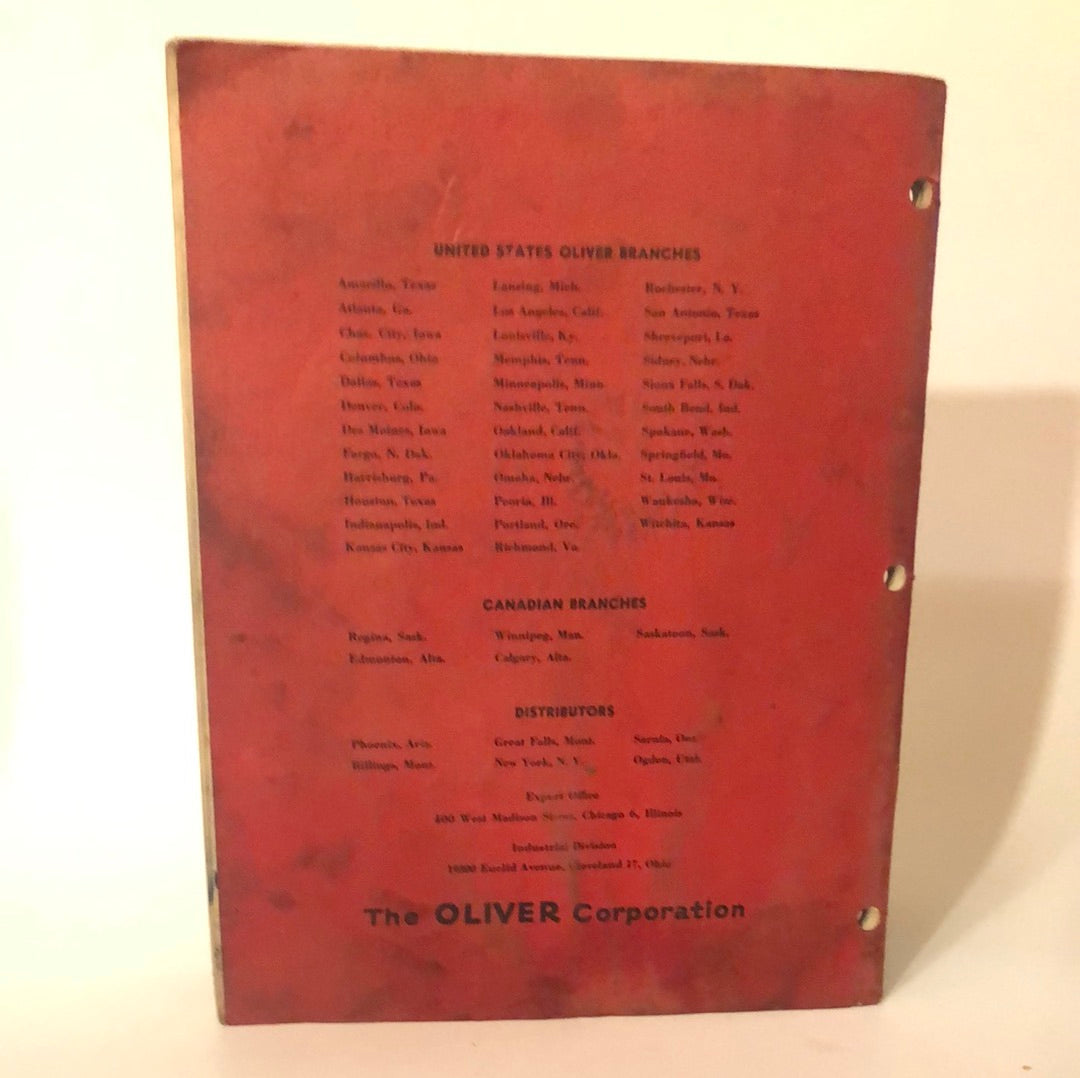 UNITED STATES OLIVER BRANCHES
Amarillo, Texas Lansing, Mich. Rochester, N. Y.
Atlanta, Ga. Los Angeles, Calif. San Antonio, Texas
Chas. City, Iowa Louisville, Ky. Shreveport, La.
Columbus, Ohio Memphis, Tenn. Sidney, Nebr.
Dallas, Texas Minneapolis, Minn. Sioux Falls, S. Dak.
Denver, Colo. Nashville, Tenn. South Bend, Ind.
Des Moines, Iowa Oakland, Calif. Spokane, Wash.
Fargo, N. Dak. Oklahoma City, Okla. Springfield, Mo.
Harrisburg, Pa. Omaha, Nebr. St. Louis, Mo.
Houston, Texas Peoria, Ill. Waukesha, Wisc.
Indianapolis, Ind. Portland, Ore. Witchita, Kansas
Kansas City, Kansas Richmond, Va.
CANADIAN BRANCHES
Regina, Sask. Winnipeg, Man. Saskatoon, Sask.
Edmonton, Alta. Calgary, Alta.
DISTRIBUTORS
Phoenix, Ariz. Great Falls, Mont. Sarnia, Ont.
Billings, Mont. New York, N. Y. Ogden, Utah
Export Office
400 West Madison Street, Chicago 6, Illinois
Industrial Division
Euclid Avenue, Cleveland 17, Ohio
The OLIVER Corporation